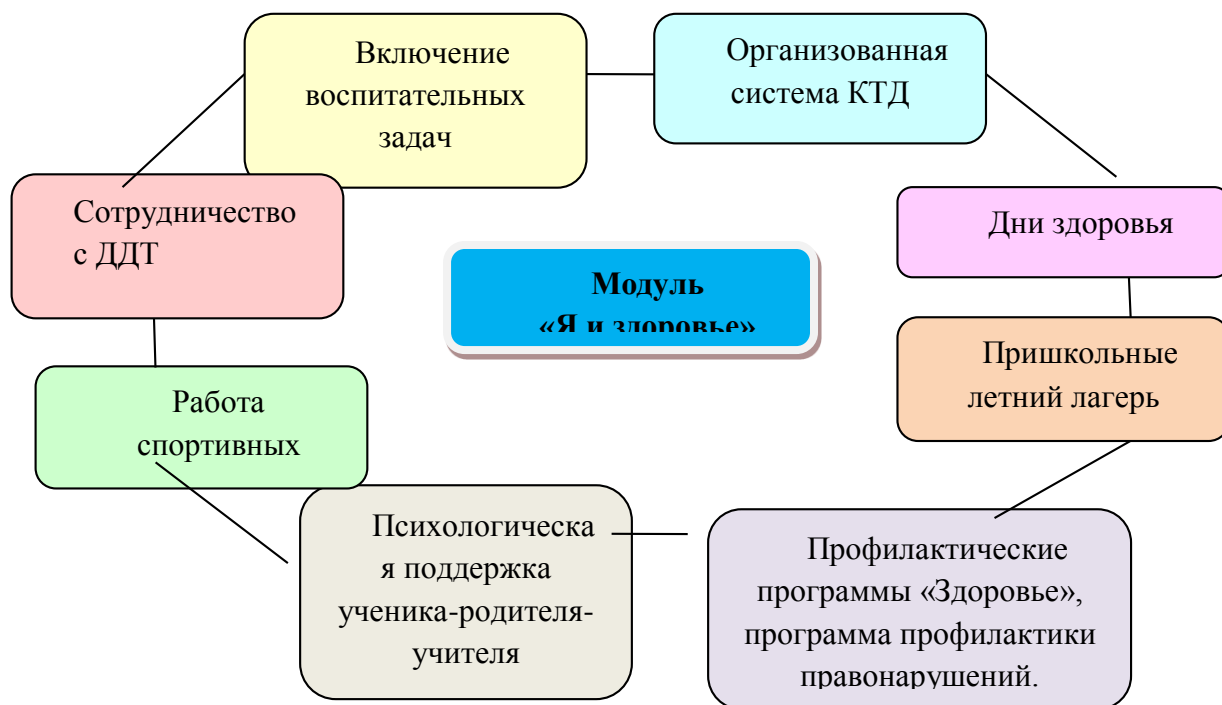 Включение
воспитательных
задач
Организованная
система КТД
Сотрудничество
с ДДТ
Дни здоровья
Модуль
«Я и здоровье»
Пришкольные
летний лагерь
Работа
спортивных
Психологическа
я поддержка
ученика-родителя-
учителя
Профилактические
программы «Здоровье»,
программа профилактики
правонарушений.